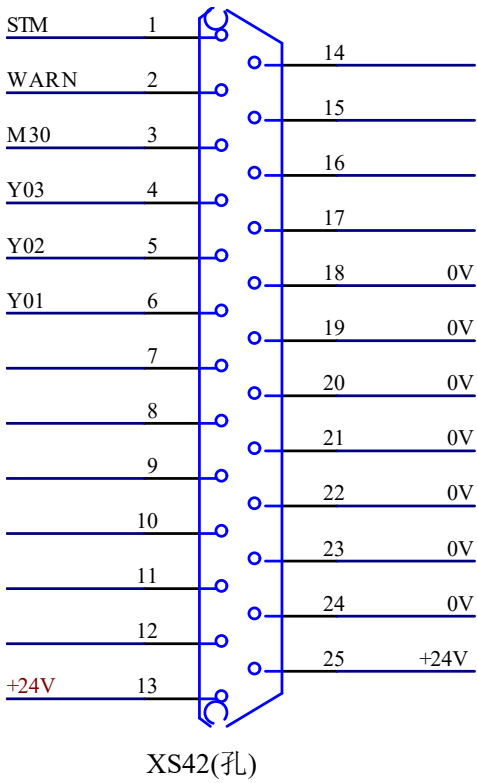 STM 1
14
WARN 2
15
M30 3
16
Y03 4
17
Y02 5
18 0V
Y01 6
19 0V
7
20 0V
8
21 0V
9
22 0V
10
23 0V
11
24 0V
12
25 +24V
+24V 13
XS42(孔)